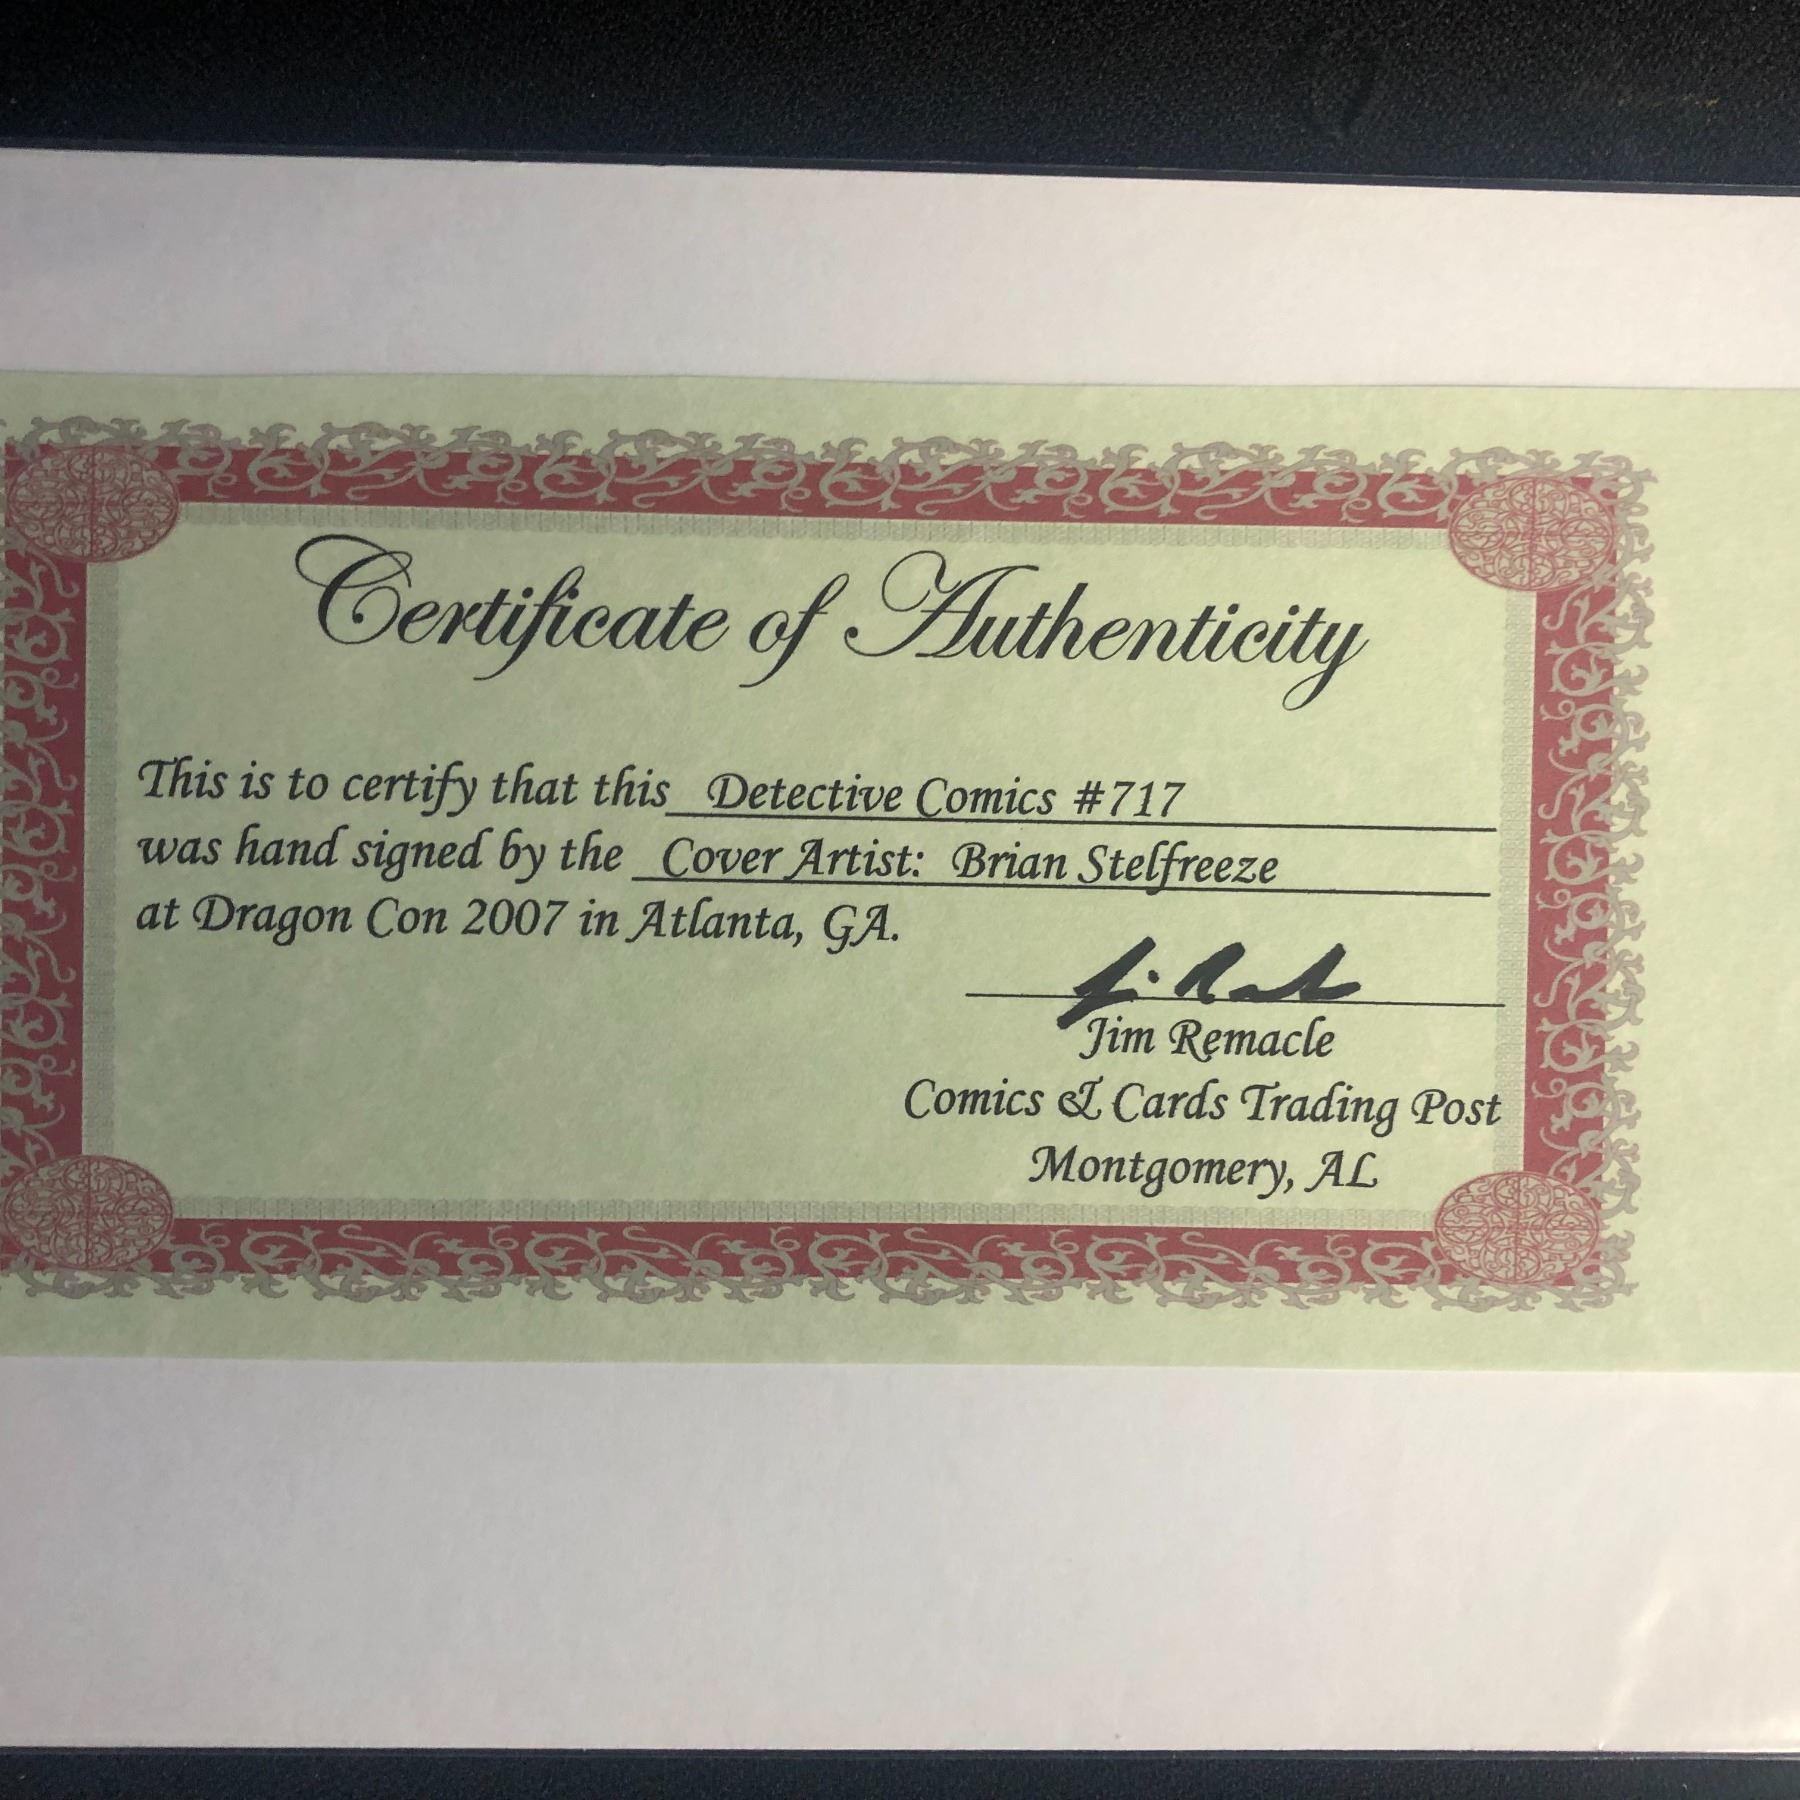 Certificate of Authenticity
This is to certify that this Detective Comics #717
was hand signed by the Cover Artist: Brian Stelfreeze
at Dragon Con 2007 in Atlanta, GA.
Jim Remacle
Comics & Cards Trading Post
Montgomery, AL